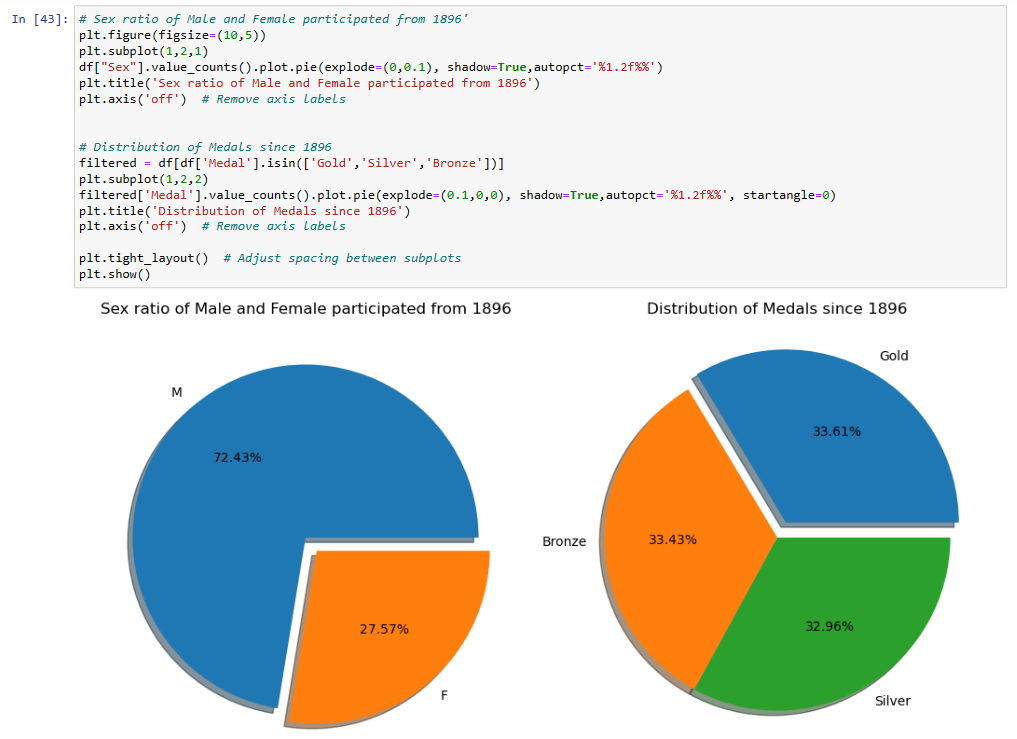 In [43]: # Sex ratio of Male and Female participated from 1896'
plt.figure(figsize=(10,5))
plt.subplot(1,2,1)
df["Sex"].value_counts().plot.pie(explode=(0,0.1), shadow=True,autopct='%1.2f%%')
plt.title('Sex ratio of Male and Female participated from 1896')
plt.axis('off')  # Remove axis labels
# Distribution of Medals since 1896
filtered = df[df['Medal'].isin(['Gold','Silver','Bronze'])]
plt.subplot(1,2,2)
filtered['Medal'].value_counts().plot.pie(explode=(0.1,0,0), shadow=True,autopct='%1.2f%%', startangle=0)
plt.title('Distribution of Medals since 1896')
plt.axis('off')  # Remove axis labels
plt.tight_layout()  # Adjust spacing between subplots
plt.show()
Sex ratio of Male and Female participated from 1896
M
72.43%
27.57%
F
Distribution of Medals since 1896
Gold
33.61%
Bronze
33.43%
32.96%
Silver